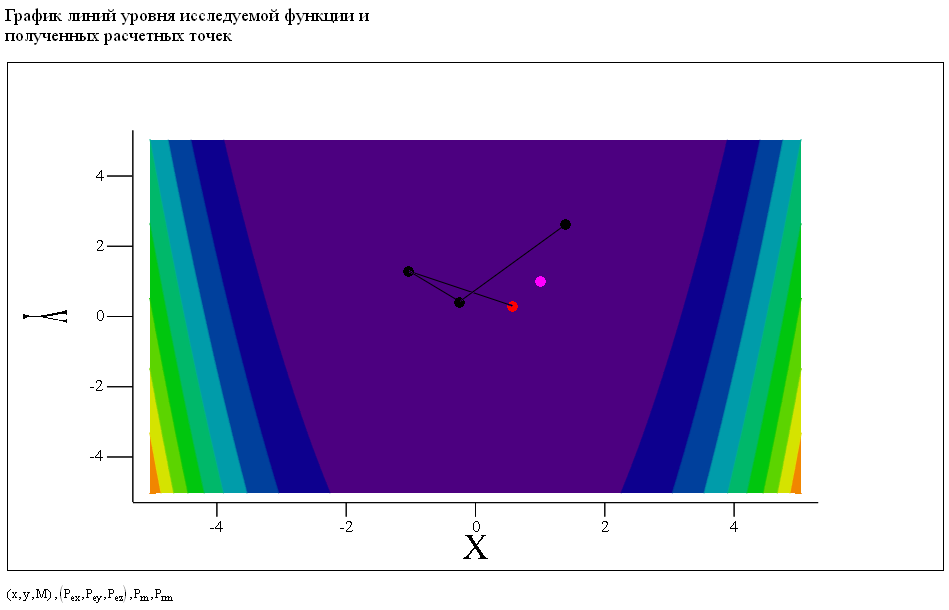 График линий уровня исследуемой функции и
полученных расчетных точек
4
2
0
-2
-4
Y
-4 -2 0 2 4
X
(x,y,M),(Pex,Pey,Pez),Pm,Pm